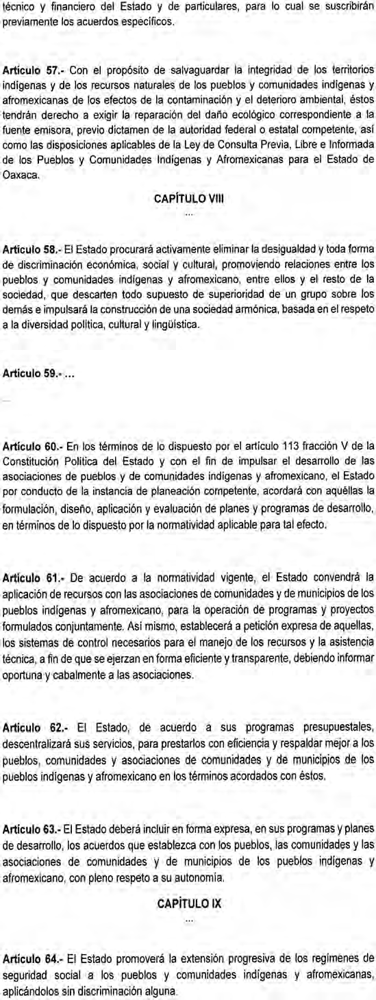 técnico y financiero del Estado y de particulares, para lo cual se suscribirán
previamente los acuerdos específicos.
Artículo 57.- Con el propósito de salvaguardar la integridad de los territorios
indígenas y de los recursos naturales de los pueblos y comunidades indígenas y
afromexicanas de los efectos de la contaminación y el deterioro ambiental, éstos
tendrán derecho a exigir la reparación del daño ecológico correspondiente a la
fuente emisora, previo dictamen de la autoridad federal o estatal competente, así
como las disposiciones aplicables de la Ley de Consulta Previa, Libre e Informada
de los Pueblos y Comunidades Indígenas y Afromexicanas para el Estado de
Oaxaca.
CAPÍTULO VIII
...
Artículo 58.- El Estado procurará activamente eliminar la desigualdad y toda forma
de discriminación económica, social y cultural, promoviendo relaciones entre los
pueblos y comunidades indígenas y afromexicano, entre ellos y el resto de la
sociedad, que descarten todo supuesto de superioridad de un grupo sobre los
demás e impulsará la construcción de una sociedad armónica, basada en el respeto
a la diversidad política, cultural y lingüística.
Artículo 59.- ...
...
Artículo 60.- En los términos de lo dispuesto por el artículo 113 fracción V de la
Constitución Política del Estado y con el fin de impulsar el desarrollo de las
asociaciones de pueblos y de comunidades indígenas y afromexicano, el Estado
por conducto de la instancia de planeación competente, acordará con aquéllas la
formulación, diseño, aplicación y evaluación de planes y programas de desarrollo,
en términos de lo dispuesto por la normatividad aplicable para tal efecto.
Artículo 61.- De acuerdo a la normatividad vigente, el Estado convendrá la
aplicación de recursos con las asociaciones de comunidades y de municipios de los
pueblos indígenas y afromexicano, para la operación de programas y proyectos
formulados conjuntamente. Así mismo, establecerá a petición expresa de aquellas,
los sistemas de control necesarios para el manejo de los recursos y la asistencia
técnica, a fin de que se ejerzan en forma eficiente y transparente, debiendo informar
oportuna y cabalmente a las asociaciones.
Artículo 62.- El Estado, de acuerdo a sus programas presupuestales,
descentralizará sus servicios, para prestarlos con eficiencia y respaldar mejor a los
pueblos, comunidades y asociaciones de comunidades y de municipios de los
pueblos indígenas y afromexicano en los términos acordados con éstos.
Artículo 63.- El Estado deberá incluir en forma expresa, en sus programas y planes
de desarrollo, los acuerdos que establezca con los pueblos, las comunidades y las
asociaciones de comunidades y de municipios de los pueblos indígenas y
afromexicano, con pleno respeto a su autonomía.
CAPÍTULO IX
...
Artículo 64.- El Estado promoverá la extensión progresiva de los regímenes de
seguridad social a los pueblos y comunidades indígenas y afromexicanas,
aplicándolos sin discriminación alguna.